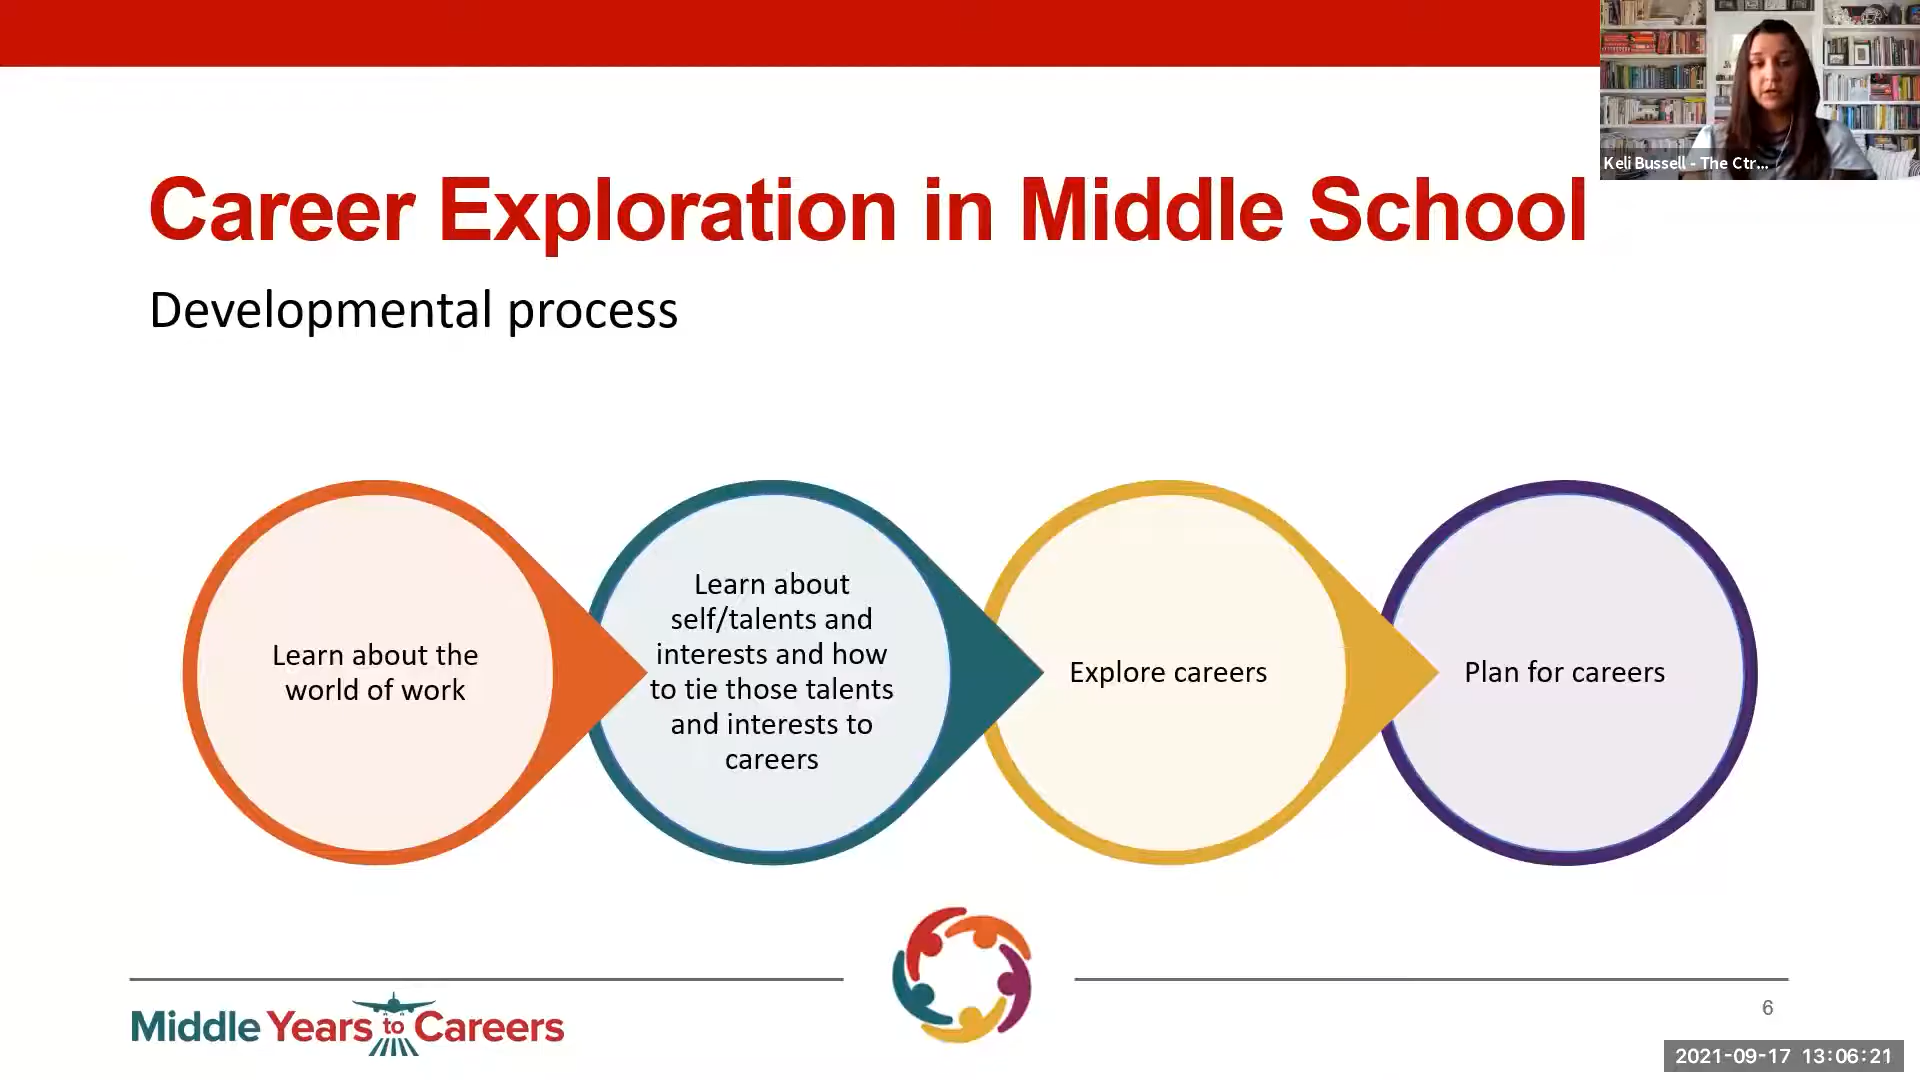 Keli Bussell - The Ctr...
Career Exploration in Middle School
Developmental process
Learn about the
world of work
Learn about
self/talents and
interests and how
to tie those talents
and interests to
careers
Explore careers
Plan for careers
Middle Years to Careers
6
2021-09-17 13:06:21